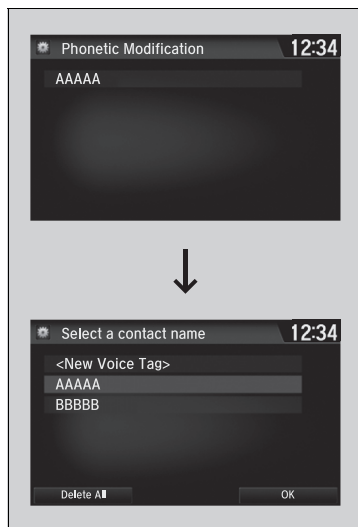 Phonetic Modification 12:34
AAAAA
Select a contact name 12:34
<New Voice Tag>
AAAAA
BBBBB
Delete All OK